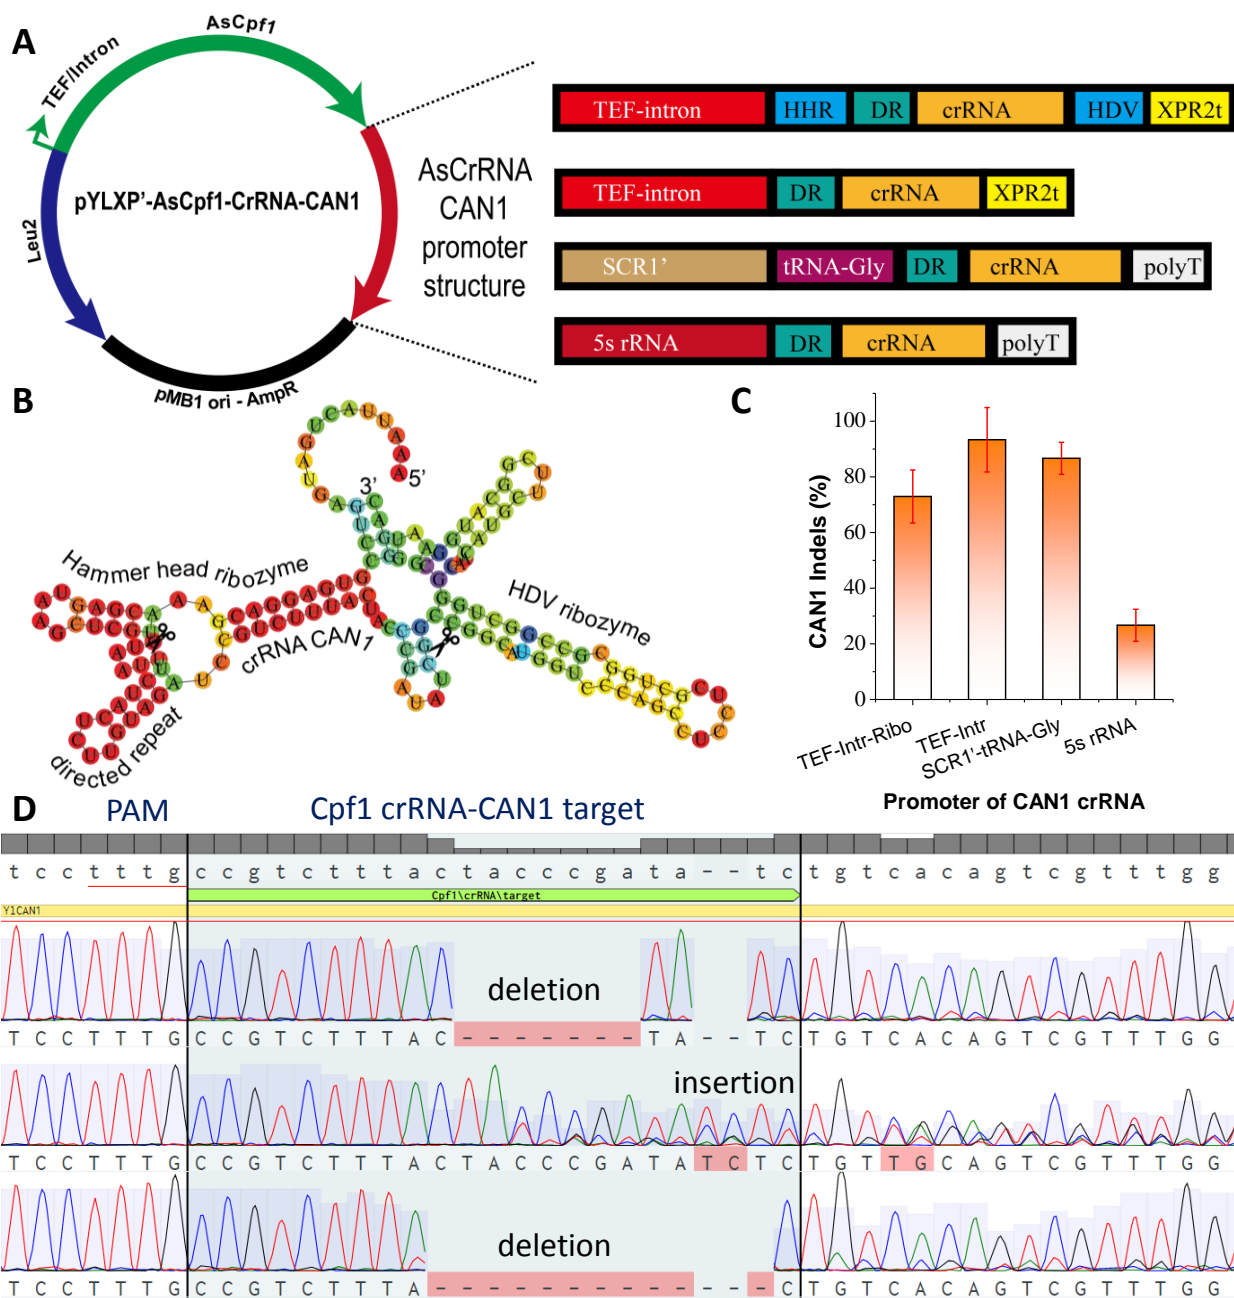 A
AsCpf1
TEF/Intron
pYLXP'-AsCpf1-CrRNA-CAN1
Leu2
pMB1 ori - AmpR
AsCrRNA
CAN1
promoter
structure
TEF-intron HHR DR crRNA HDV XPR2t
TEF-intron DR crRNA XPR2t
SCR1' tRNA-Gly DR crRNA polyT
5s rRNA DR crRNA polyT
B
5'
3'
Hammer head ribozyme
crRNA CAN1
HDV ribozyme
directed repeat
C
CAN1 Indels (%)
100
80
60
40
20
0
TEF-Intr-Ribo
TEF-Intr
SCR1'-tRNA-Gly
5s rRNA
Promoter of CAN1 crRNA
D
PAM
Cpf1 crRNA-CAN1 target
t c c t t t g c c g t c t t t a c t a c c c g a t a - - t c t g t c a c a g t c g t t t g g
Cpf1\crRNA\target
YlCAN1
deletion
T C C T T T G C C G T C T T T A C - - - - - - - T A - - T C T G T C A C A G T C G T T T G G
insertion
T C C T T T G C C G T C T T T A C T A C C C G A T A T C T C T G T T G C A G T C G T T T G G
deletion
T C C T T T G C C G T C T T T A - - - - - - - - - - - - - C T G T C A C A G T C G T T T G G